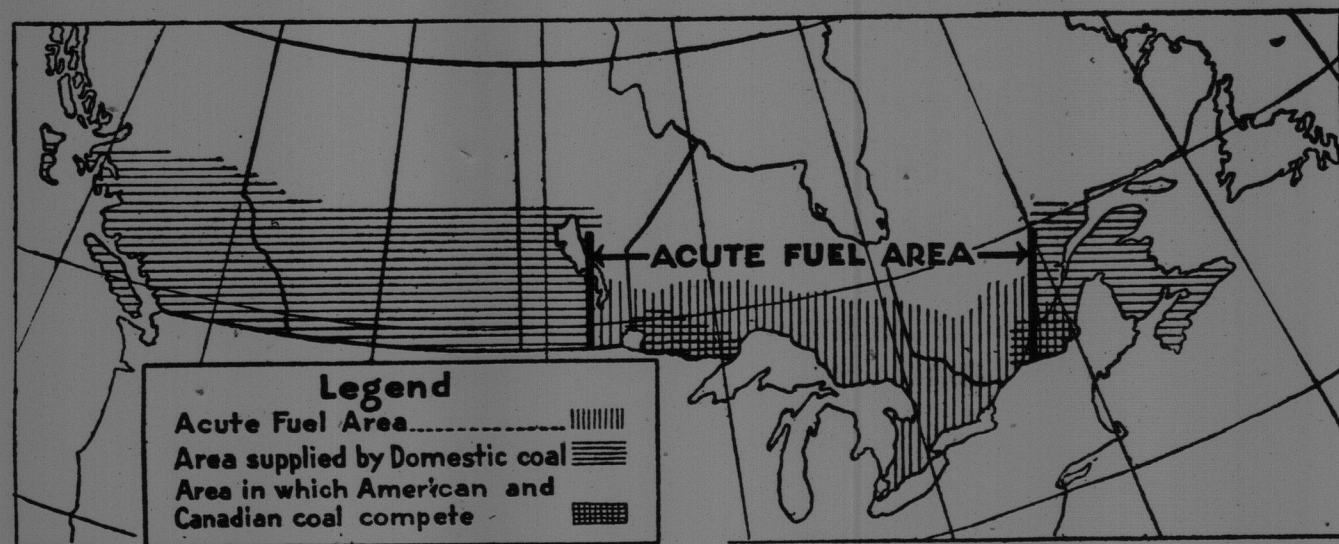 ACUTE FUEL AREA
Legend
Acute Fuel Area
Area supplied by Domestic coal
Area in which American and
Canadian coal compete